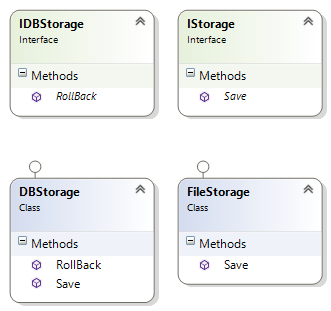 IDBStorage
Interface
Methods
RollBack
IStorage
Interface
Methods
Save
DBStorage
Class
Methods
RollBack
Save
FileStorage
Class
Methods
Save